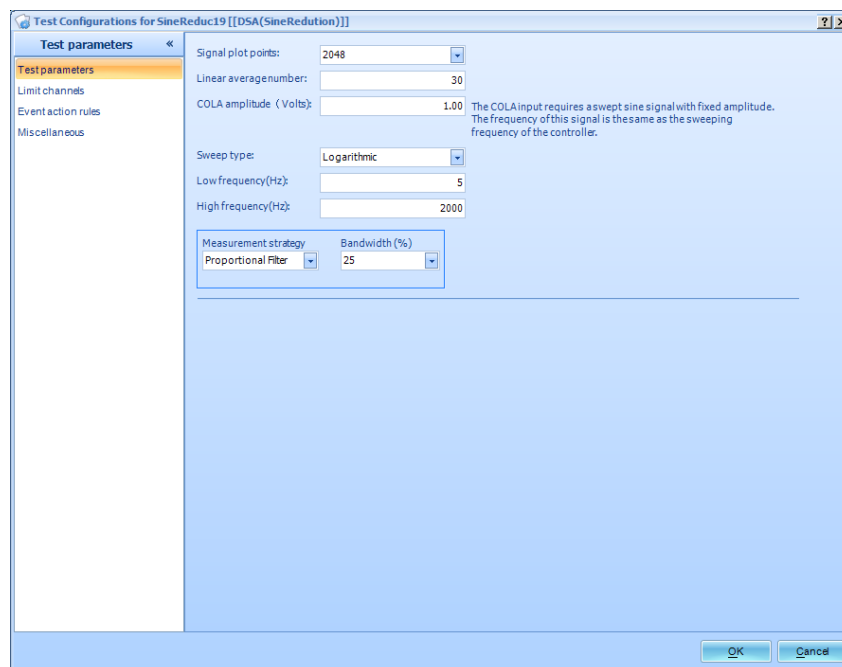 Test Configurations for SineReduc19 [[DSA(SineRedution)]]
? X
Test parameters «
Test parameters
Limit channels
Event action rules
Miscellaneous
Signal plot points: 2048
Linear average number: 30
COLA amplitude (Volts): 1.00 The COLA input requires a swept sine signal with fixed amplitude.
The frequency of this signal is the same as the sweeping
frequency of the controller.
Sweep type: Logarithmic
Low frequency(Hz): 5
High frequency(Hz): 2000
Measurement strategy Bandwidth (%)
Proportional Filter 25
OK Cancel